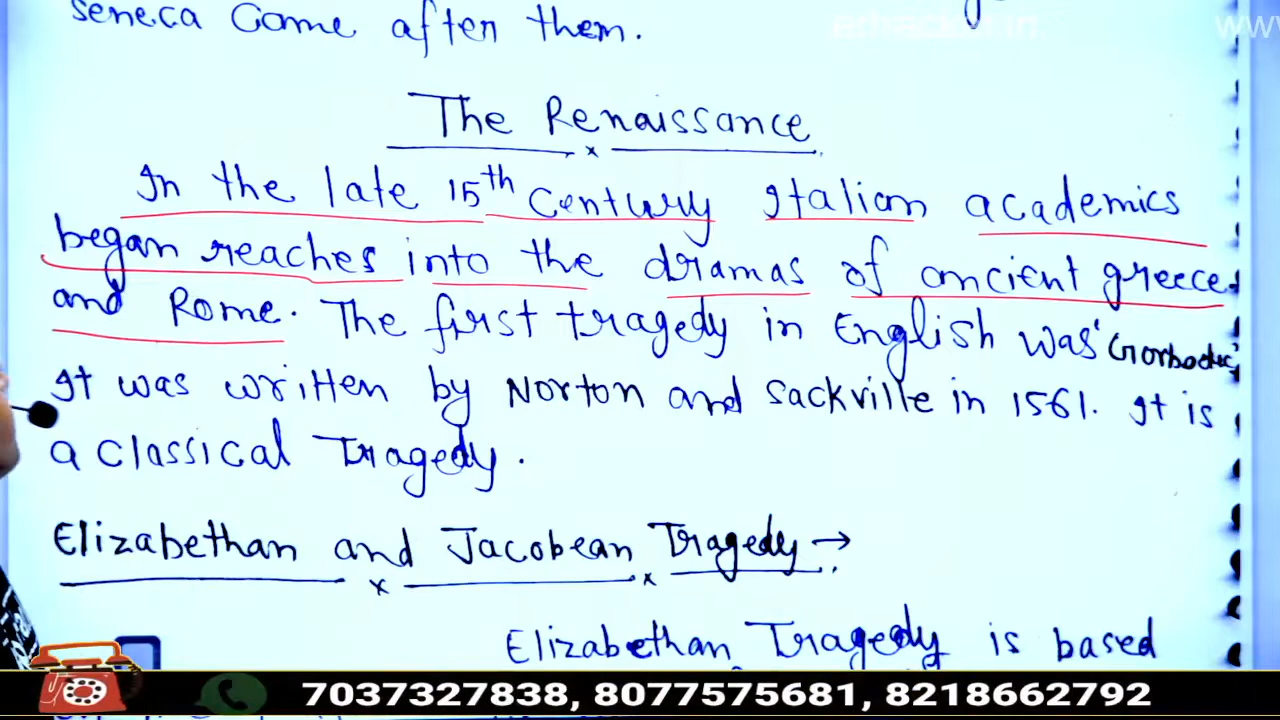 Seneca Come after them.
www
The Renaissance
In the late 15th Century Italian academics
began reaches into the dramas of ancient greece
and Rome. The first tragedy in English was 'Gorboduc'
It was written by Norton and Sackville in 1561. It is
a classical Tragedy.
Elizabethan and Jacobean Tragedy →
Elizabethan Tragedy is based
7037327838, 8077575681, 8218662792